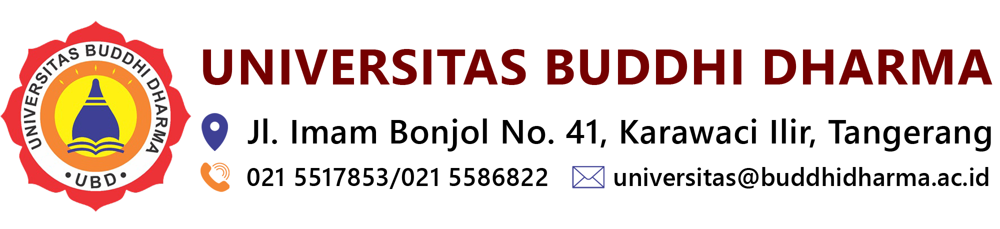 UNIVERSITAS BUDDHI DHARMA
• UBD •
UNIVERSITAS BUDDHI DHARMA
Jl. Imam Bonjol No. 41, Karawaci Ilir, Tangerang
021 5517853/021 5586822 universitas@buddhidharma.ac.id